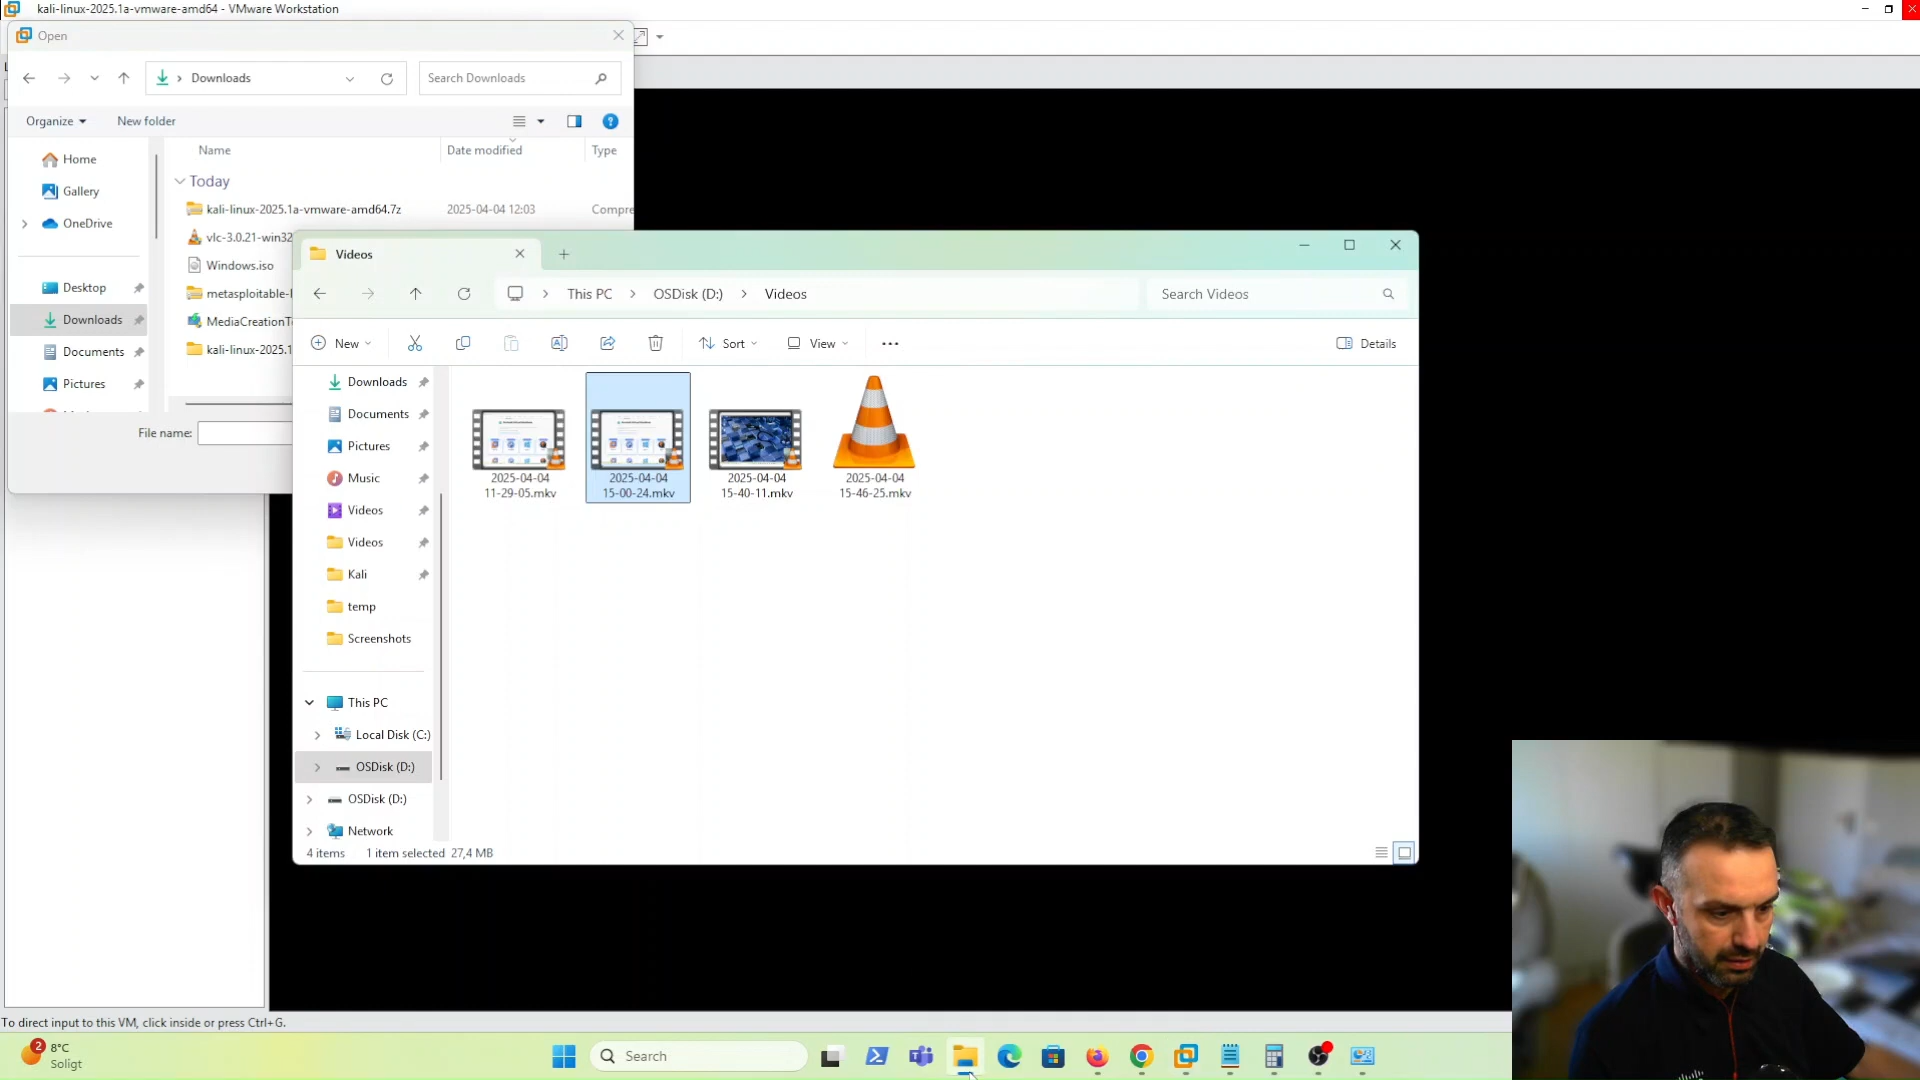 kali-linux-2025.1a-vmware-amd64 - VMware Workstation
Open
Downloads
Search Downloads
Organize
New folder
Name
Date modified
Type
Home
Gallery
OneDrive
Desktop
Downloads
Documents
Pictures
Today
kali-linux-2025.1a-vmware-amd64.7z
2025-04-04 12:03
Compre
vlc-3.0.21-win32
Windows.iso
metasploitable-l
MediaCreationT
kali-linux-2025.1
File name:
Videos
This PC
OSDisk (D:)
Videos
Search Videos
New
Sort
View
Details
Downloads
Documents
Pictures
Music
Videos
Videos
Kali
temp
Screenshots
This PC
Local Disk (C:)
OSDisk (D:)
OSDisk (D:)
Network
2025-04-04
11-29-05.mkv
2025-04-04
15-00-24.mkv
2025-04-04
15-40-11.mkv
2025-04-04
15-46-25.mkv
4 items
1 item selected 27,4 MB
To direct input to this VM, click inside or press Ctrl+G.
2
8°C
Soligt
Search